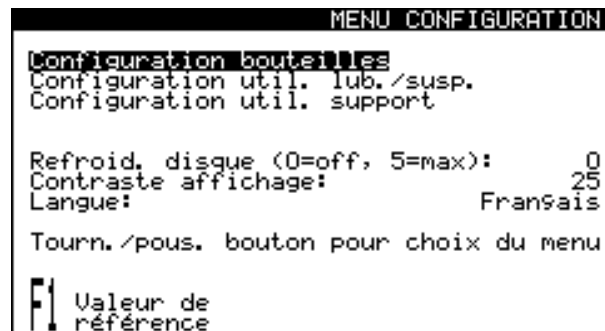 MENU CONFIGURATION
Configuration bouteilles
Configuration util. lub./susp.
Configuration util. support
Refroid. disque (0=off, 5=max): 0
Contraste affichage: 25
Langue: Français
Tourn./pous. bouton pour choix du menu
F1 Valeur de
référence